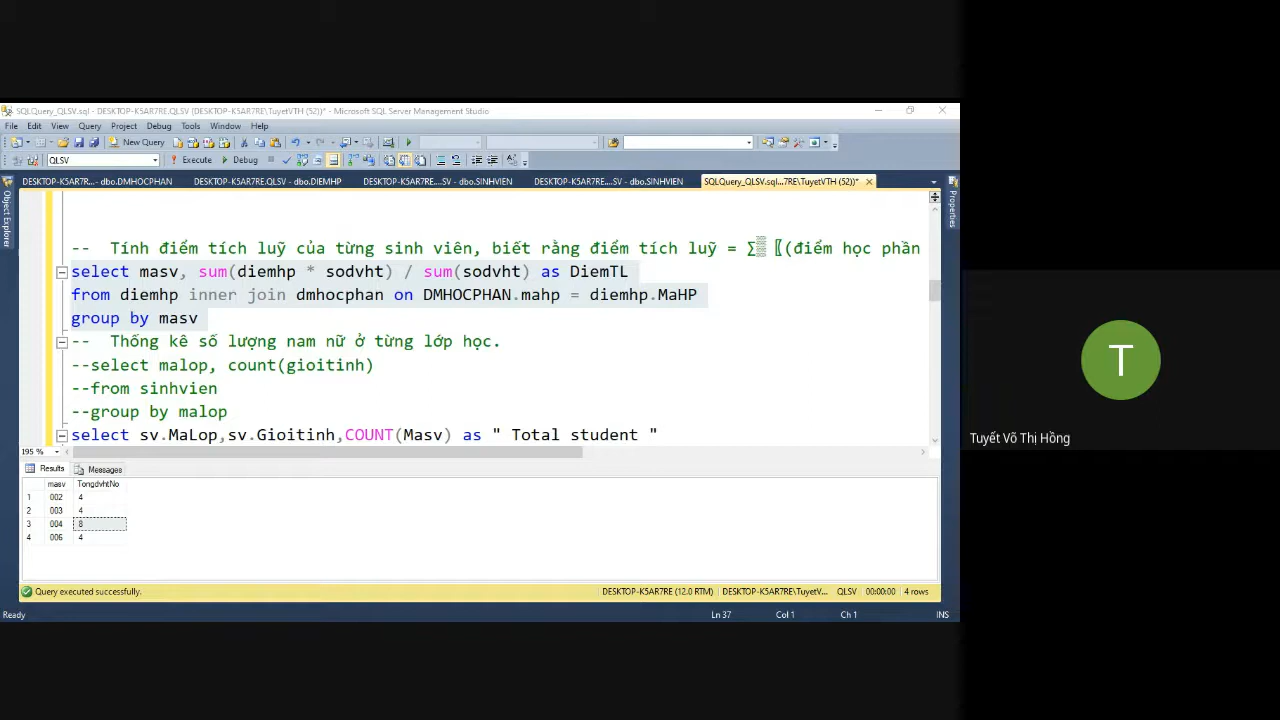 SQLQuery_QLSV.sql - DESKTOP-K5AR7RE.QLSV (DESKTOP-K5AR7RE\TuyetVTH (52))* - Microsoft SQL Server Management Studio
File Edit View Query Project Debug Tools Window Help
New Query
QLSV Execute Debug
DESKTOP-K5AR7R... - dbo.DMHOCPHAN DESKTOP-K5AR7RE.QLSV - dbo.DIEMHP DESKTOP-K5AR7RE....SV - dbo.SINHVIEN DESKTOP-K5AR7RE....SV - dbo.SINHVIEN SQLQuery_QLSV.sql...7RE\TuyetVTH (52))*
Object Explorer
Properties
-- Tính điểm tích luỹ của từng sinh viên, biết rằng điểm tích luỹ = ∑▒〖(điểm học phần
select masv, sum(diemhp * sodvht) / sum(sodvht) as DiemTL
from diemhp inner join dmhocphan on DMHOCPHAN.mahp = diemhp.MaHP
group by masv
-- Thống kê số lượng nam nữ ở từng lớp học.
--select malop, count(gioitinh)
--from sinhvien
--group by malop
select sv.MaLop,sv.Gioitinh,COUNT(Masv) as " Total student "
195 %
Results Messages
masv TongdvhtNo
1 002 4
2 003 4
3 004 8
4 006 4
Query executed successfully. DESKTOP-K5AR7RE (12.0 RTM) DESKTOP-K5AR7RE\TuyetV... QLSV 00:00:00 4 rows
Ready Ln 37 Col 1 Ch 1 INS
T
Tuyết Võ Thị Hồng